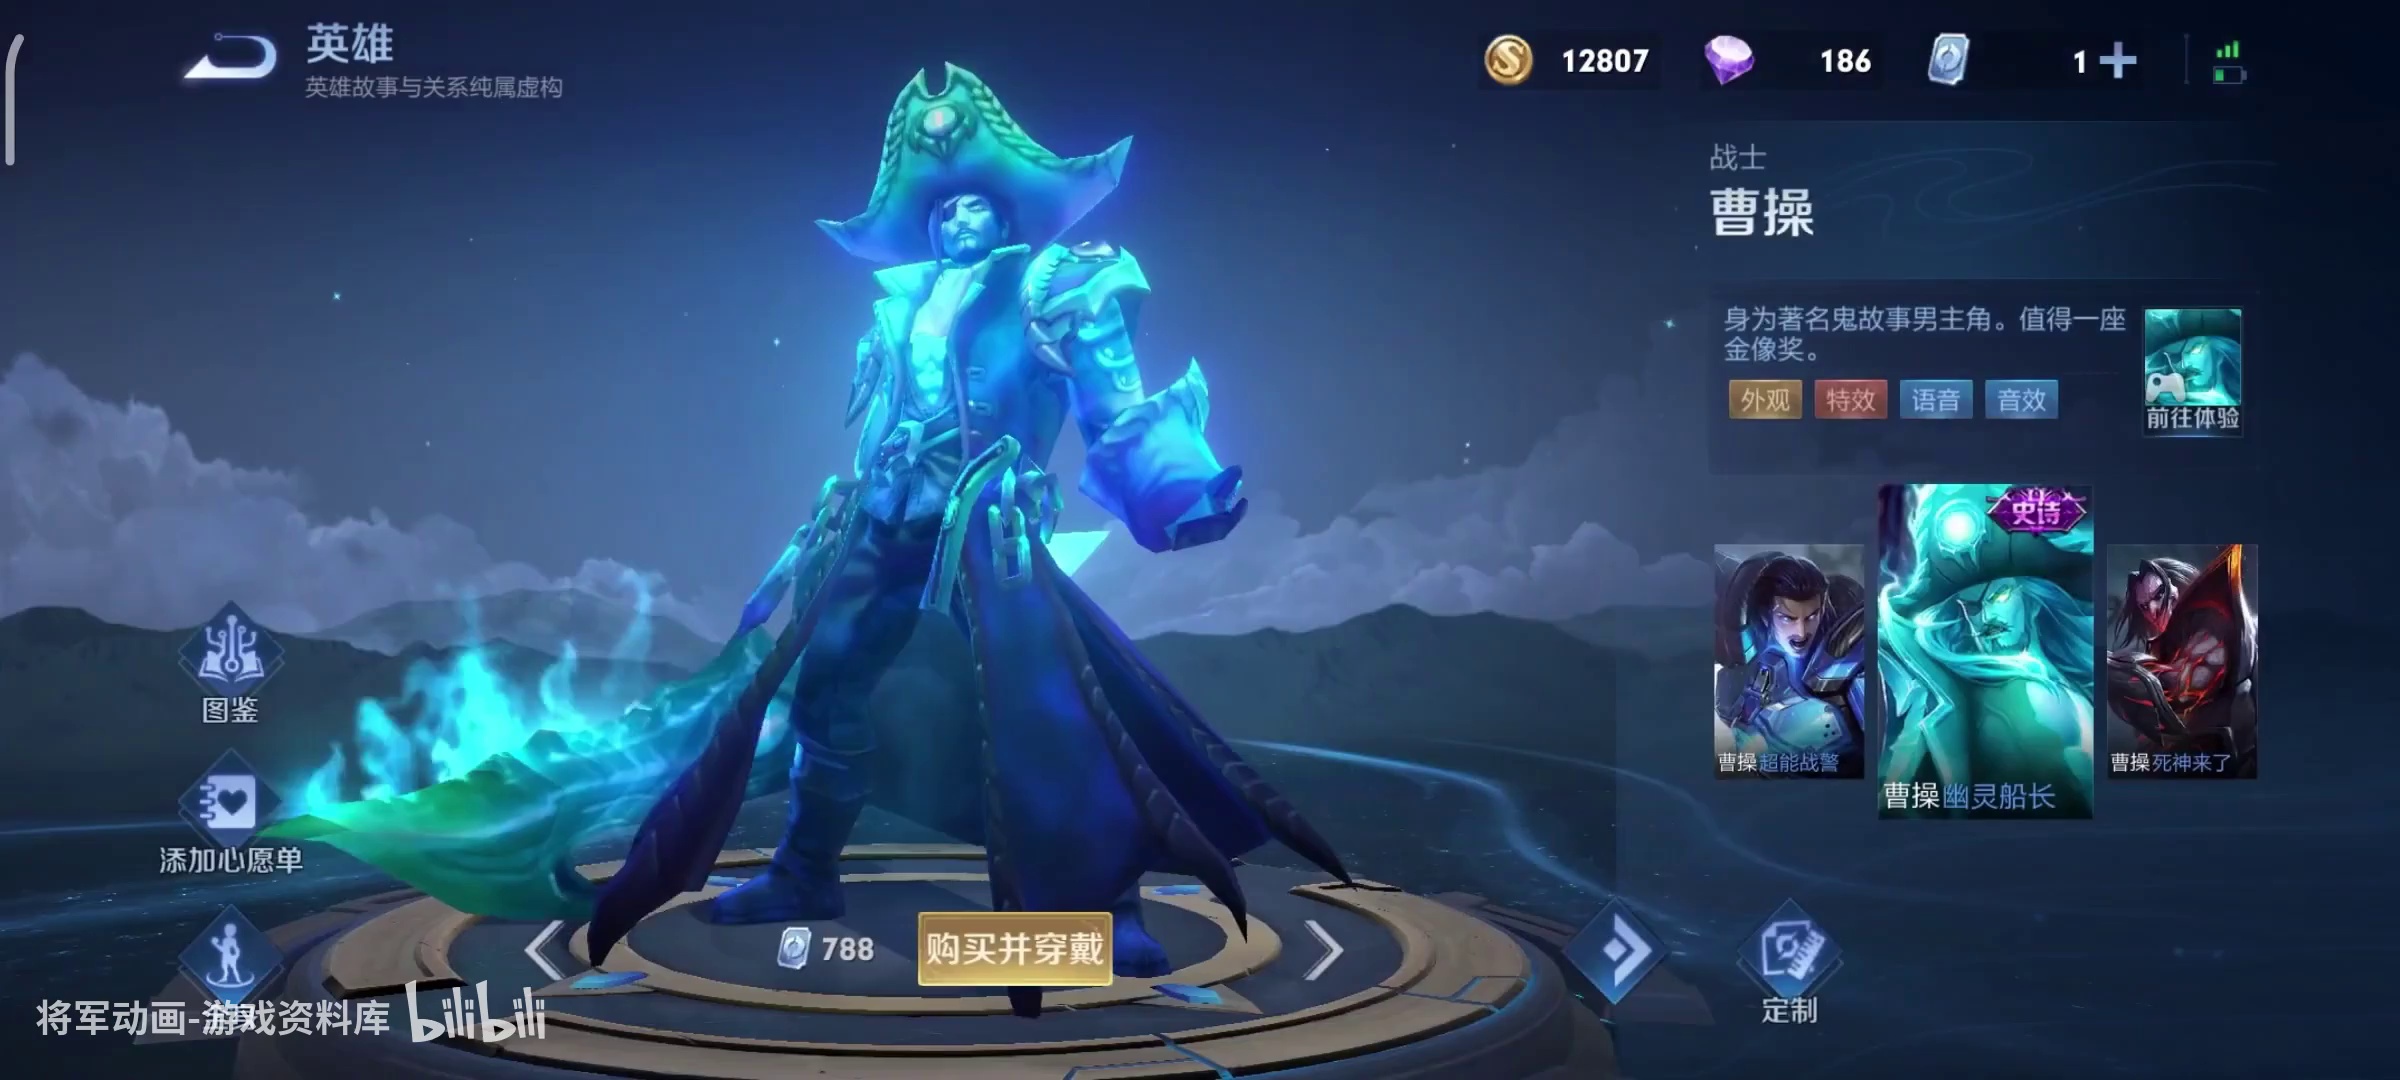 英雄
英雄故事与关系纯属虚构
12807
186
1
战士
曹操
身为著名鬼故事男主角。值得一座
金像奖。
外观 特效 语音 音效
前往体验
史诗
曹操超能战警
曹操幽灵船长
曹操死神来了
图鉴
添加心愿单
788
购买并穿戴
定制
将军动画-游戏资料库 bilibili